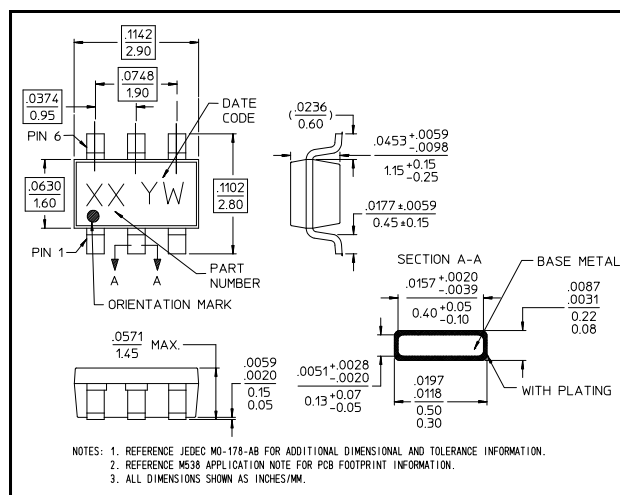 .1142
2.90
.0748
1.90
.0374
0.95
DATE
CODE
PIN 6
.0630
1.60
XX YW
.1102
2.80
PIN 1
A A
PART
NUMBER
ORIENTATION MARK
(.0236
0.60)
.0453 +.0059
-.0098
1.15 +0.15
-0.25
.0177 ±.0059
0.45 ±0.15
SECTION A-A
BASE METAL
.0157 +.0020
-.0039
0.40 +0.05
-0.10
.0087
.0031
0.22
0.08
.0571
1.45
MAX.
.0059
.0020
0.15
0.05
.0051 +.0028
-.0020
0.13 +0.07
-0.05
.0197
.0118
0.50
0.30
WITH PLATING
NOTES: 1. REFERENCE JEDEC MO-178-AB FOR ADDITIONAL DIMENSIONAL AND TOLERANCE INFORMATION.
2. REFERENCE M538 APPLICATION NOTE FOR PCB FOOTPRINT INFORMATION.
3. ALL DIMENSIONS SHOWN AS INCHES/MM.